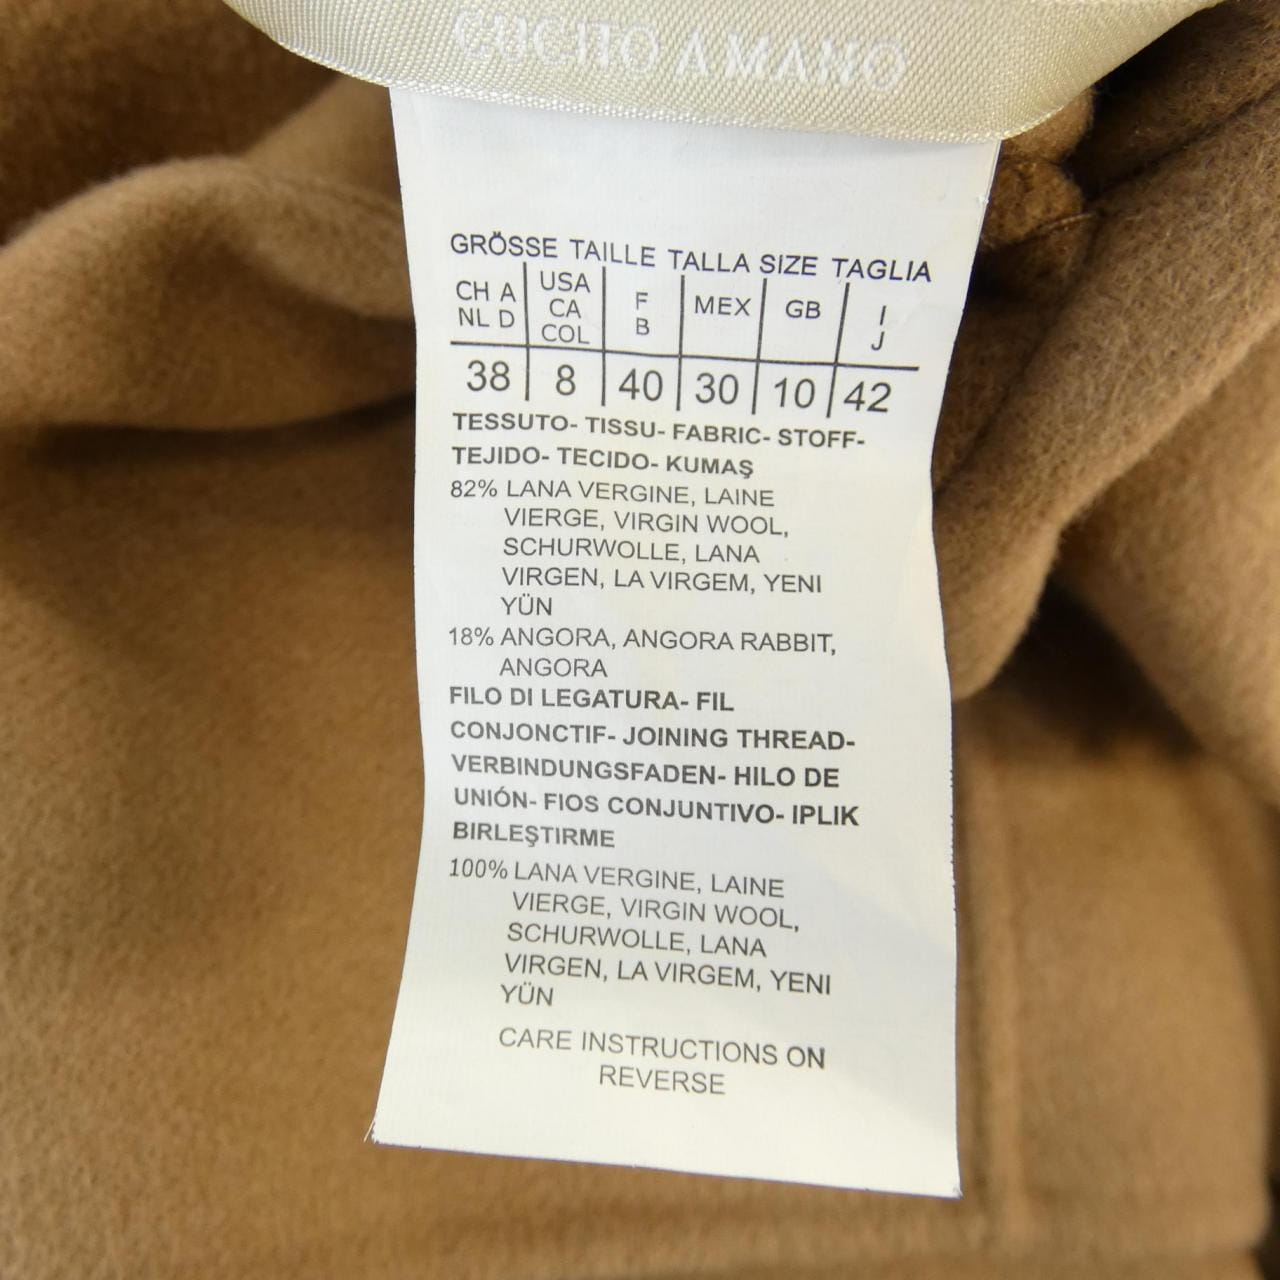 CUCITO A MANO
GRÖSSE TAILLE TALLA SIZE TAGLIA
CH A
NL D
USA
CA
COL
F
B
MEX
GB
I
J
38 8 40 30 10 42
TESSUTO- TISSU- FABRIC- STOFF-
TEJIDO- TECIDO- KUMAŞ
82% LANA VERGINE, LAINE
VIERGE, VIRGIN WOOL,
SCHURWOLLE, LANA
VIRGEN, LA VIRGEM, YENI
YÜN
18% ANGORA, ANGORA RABBIT,
ANGORA
FILO DI LEGATURA- FIL
CONJONCTIF- JOINING THREAD-
VERBINDUNGSFADEN- HILO DE
UNIÓN- FIOS CONJUNTIVO- IPLIK
BIRLEŞTIRME
100% LANA VERGINE, LAINE
VIERGE, VIRGIN WOOL,
SCHURWOLLE, LANA
VIRGEN, LA VIRGEM, YENI
YÜN
CARE INSTRUCTIONS ON
REVERSE